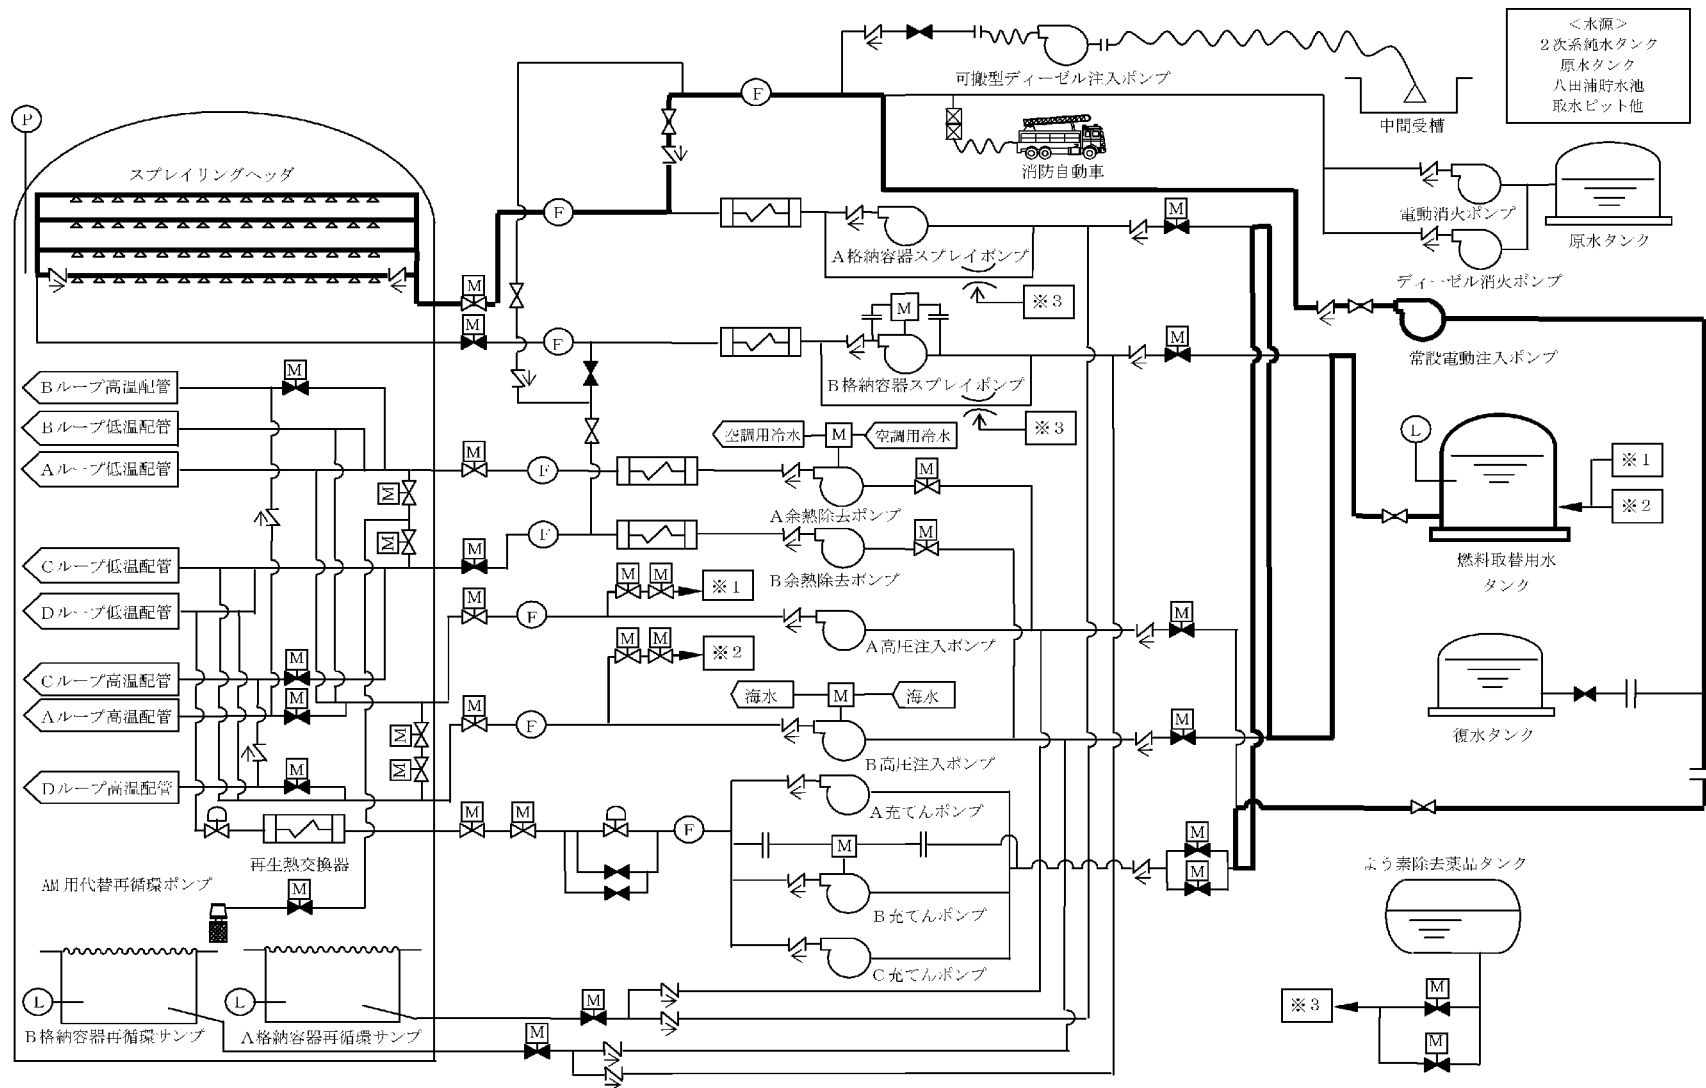 <水源>
2次系純水タンク
原水タンク
八田浦貯水池
取水ピット他
可搬型ディーゼル注入ポンプ
中間受槽
P
F
スプレイリングヘッダ
消防自動車
電動消火ポンプ
原水タンク
ディーゼル消火ポンプ
M
F
M
A格納容器スプレイポンプ
※3
M
M
F
M
M
B格納容器スプレイポンプ
※3
常設電動注入ポンプ
Bループ高温配管
M
Bループ低温配管
空調用冷水
M
空調用冷水
L
Aループ低温配管
M
F
M
※1
M
A余熱除去ポンプ
※2
M
F
M
Cループ低温配管
M
B余熱除去ポンプ
燃料取替用水
タンク
M
M
※1
Dループ低温配管
M
F
M
A高圧注入ポンプ
M
M
※2
Cループ高温配管
M
海水
M
海水
Aループ高温配管
M
M
F
M
M
復水タンク
B高圧注入ポンプ
Dループ高温配管
M
M
A充てんポンプ
M
M
F
M
M
再生熱交換器
よう素除去薬品タンク
M
AM用代替再循環ポンプ
M
B充てんポンプ
C充てんポンプ
L
L
M
※3
M
B格納容器再循環サンプ
A格納容器再循環サンプ
M
M